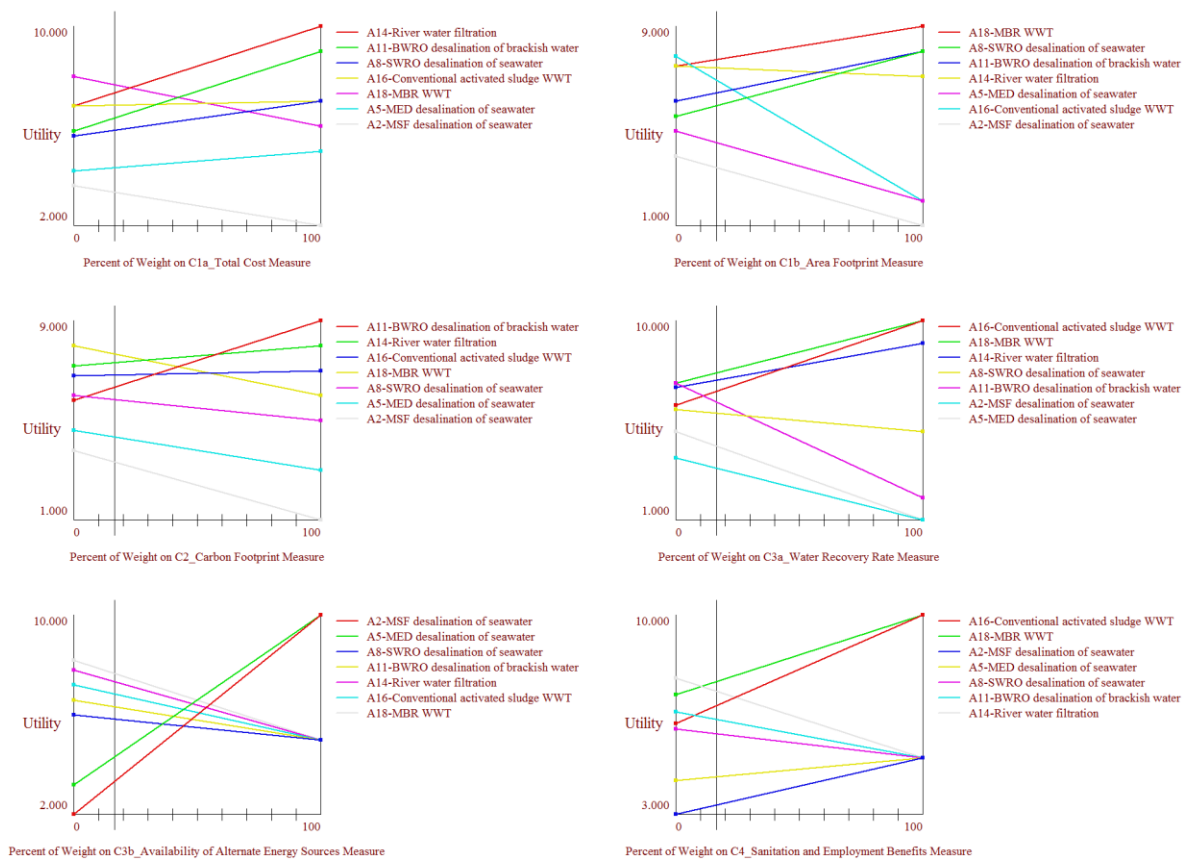 10.000
Utility
2.000
0
100
Percent of Weight on C1a_Total Cost Measure
A14-River water filtration
A11-BWRO desalination of brackish water
A8-SWRO desalination of seawater
A16-Conventional activated sludge WWT
A18-MBR WWT
A5-MED desalination of seawater
A2-MSF desalination of seawater
9.000
1.000
0
100
Percent of Weight on C1b_Area Footprint Measure
A18-MBR WWT
A8-SWRO desalination of seawater
A11-BWRO desalination of brackish water
A14-River water filtration
A5-MED desalination of seawater
A16-Conventional activated sludge WWT
A2-MSF desalination of seawater
Utility
9.000
Utility
1.000
0
100
Percent of Weight on C2_Carbon Footprint Measure
A11-BWRO desalination of brackish water
A14-River water filtration
A16-Conventional activated sludge WWT
A18-MBR WWT
A8-SWRO desalination of seawater
A5-MED desalination of seawater
A2-MSF desalination of seawater
10.000
Utility
1.000
0
100
Percent of Weight on C3a_Water Recovery Rate Measure
A16-Conventional activated sludge WWT
A18-MBR WWT
A14-River water filtration
A8-SWRO desalination of seawater
A11-BWRO desalination of brackish water
A2-MSF desalination of seawater
A5-MED desalination of seawater
10.000
Utility
2.000
0
100
Percent of Weight on C3b_Availability of Alternate Energy Sources Measure
A2-MSF desalination of seawater
A5-MED desalination of seawater
A8-SWRO desalination of seawater
A11-BWRO desalination of brackish water
A14-River water filtration
A16-Conventional activated sludge WWT
A18-MBR WWT
10.000
Utility
3.000
0
100
Percent of Weight on C4_Sanitation and Employment Benefits Measure
A16-Conventional activated sludge WWT
A18-MBR WWT
A2-MSF desalination of seawater
A5-MED desalination of seawater
A8-SWRO desalination of seawater
A11-BWRO desalination of brackish water
A14-River water filtration